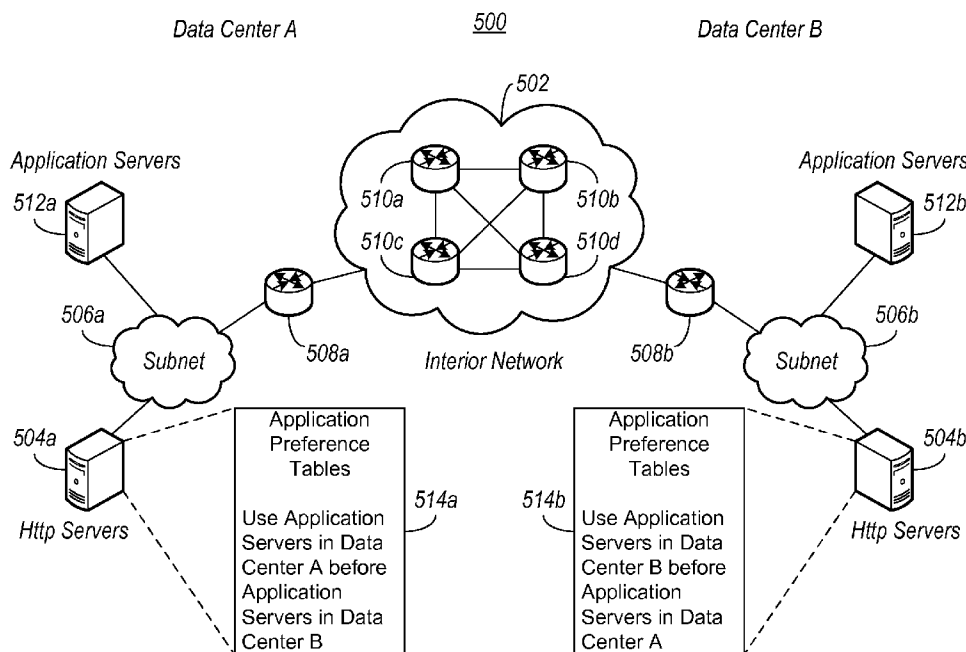 Data Center A
500
Data Center B
502
Application Servers
Application Servers
512a
510a
510b
512b
510c
510d
506a
506b
Subnet
508a
Interior Network
508b
Subnet
504a
Http Servers
Application
Preference
Tables
Use Application
Servers in Data
Center A before
Application
Servers in Data
Center B
514a
514b
Application
Preference
Tables
Use Application
Servers in Data
Center B before
Application
Servers in Data
Center A
504b
Http Servers